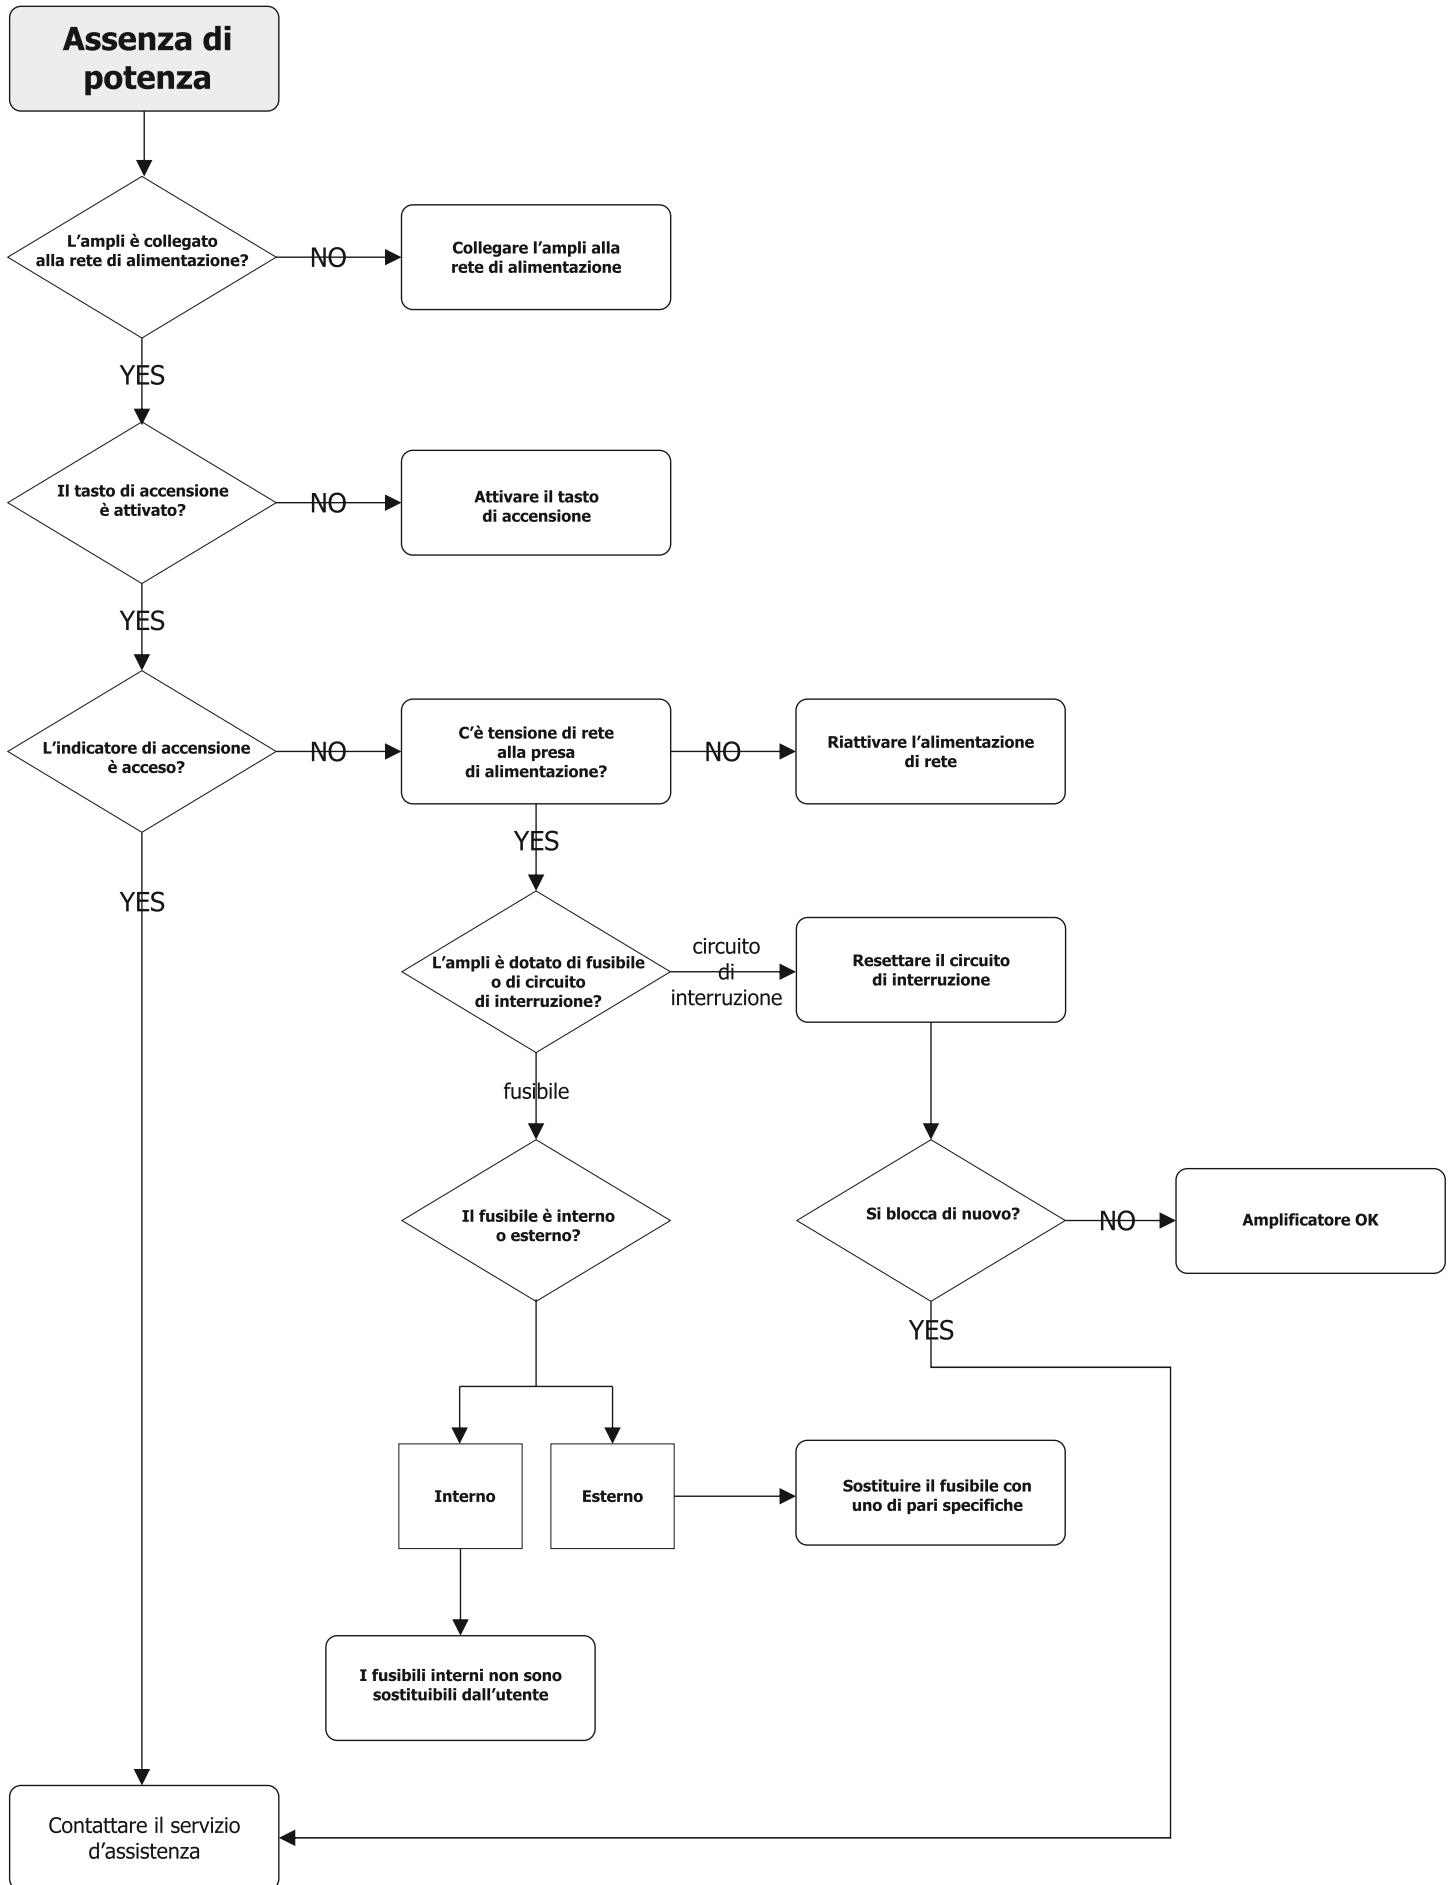 Assenza di
potenza
L’ampli è collegato
alla rete di alimentazione?
NO
Collegare l’ampli alla
rete di alimentazione
YES
Il tasto di accensione
è attivato?
NO
Attivare il tasto
di accensione
YES
L’indicatore di accensione
è acceso?
NO
C’è tensione di rete
alla presa
di alimentazione?
NO
Riattivare l’alimentazione
di rete
YES
YES
L’ampli è dotato di fusibile
o di circuito
di interruzione?
circuito
di
interruzione
Resettare il circuito
di interruzione
fusibile
Il fusibile è interno
o esterno?
Si blocca di nuovo?
NO
Amplificatore OK
YES
Interno
Esterno
Sostituire il fusibile con
uno di pari specifiche
I fusibili interni non sono
sostituibili dall’utente
Contattare il servizio
d’assistenza